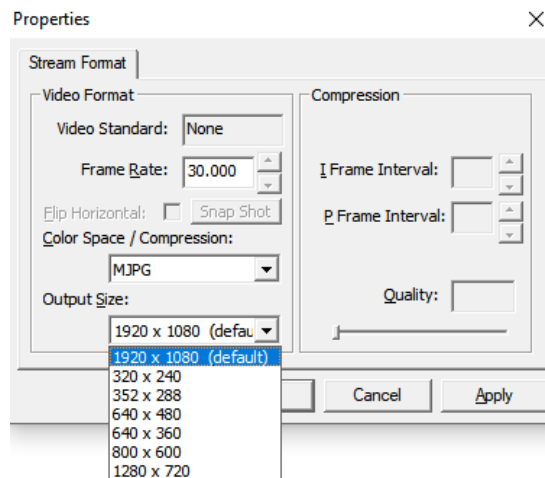 Properties
Stream Format
Video Format
Video Standard: None
Frame Rate: 30.000
Flip Horizontal: Snap Shot
Color Space / Compression:
MJPG
Output Size:
1920 x 1080 (defau
1920 x 1080 (default)
320 x 240
352 x 288
640 x 480
640 x 360
800 x 600
1280 x 720
Compression
I Frame Interval:
P Frame Interval:
Quality:
Cancel
Apply